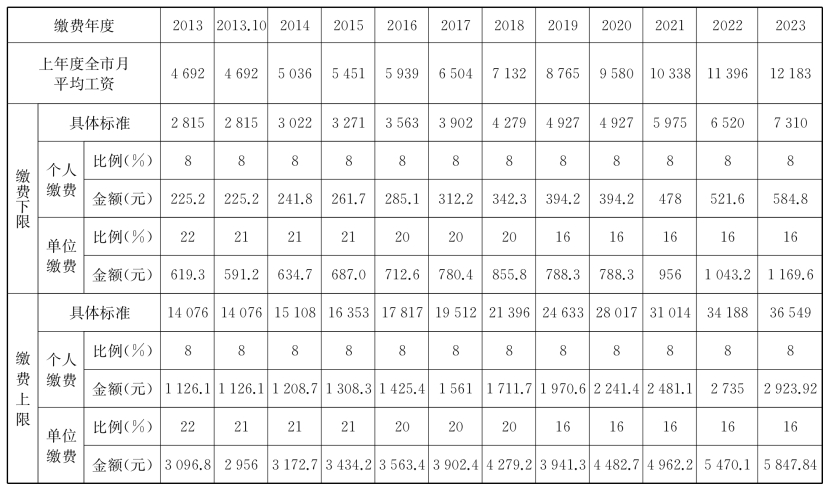 缴费年度 2013 2013.10 2014 2015 2016 2017 2018 2019 2020 2021 2022 2023
上年度全市月
平均工资 4 692 4 692 5 036 5 451 5 939 6 504 7 132 8 765 9 580 10 338 11 396 12 183
缴费下限
具体标准 2 815 2 815 3 022 3 271 3 563 3 902 4 279 4 927 4 927 5 975 6 520 7 310
个人
缴费
比例(%) 8 8 8 8 8 8 8 8 8 8 8 8
金额(元) 225.2 225.2 241.8 261.7 285.1 312.2 342.3 394.2 394.2 478 521.6 584.8
单位
缴费
比例(%) 22 21 21 21 20 20 20 16 16 16 16 16
金额(元) 619.3 591.2 634.7 687.0 712.6 780.4 855.8 788.3 788.3 956 1 043.2 1 169.6
缴费上限
具体标准 14 076 14 076 15 108 16 353 17 817 19 512 21 396 24 633 28 017 31 014 34 188 36 549
个人
缴费
比例(%) 8 8 8 8 8 8 8 8 8 8 8 8
金额(元) 1 126.1 1 126.1 1 208.7 1 308.3 1 425.4 1 561 1 711.7 1 970.6 2 241.4 2 481.1 2 735 2 923.92
单位
缴费
比例(%) 22 21 21 21 20 20 20 16 16 16 16 16
金额(元) 3 096.8 2 956 3 172.7 3 434.2 3 563.4 3 902.4 4 279.2 3 941.3 4 482.7 4 962.2 5 470.1 5 847.84